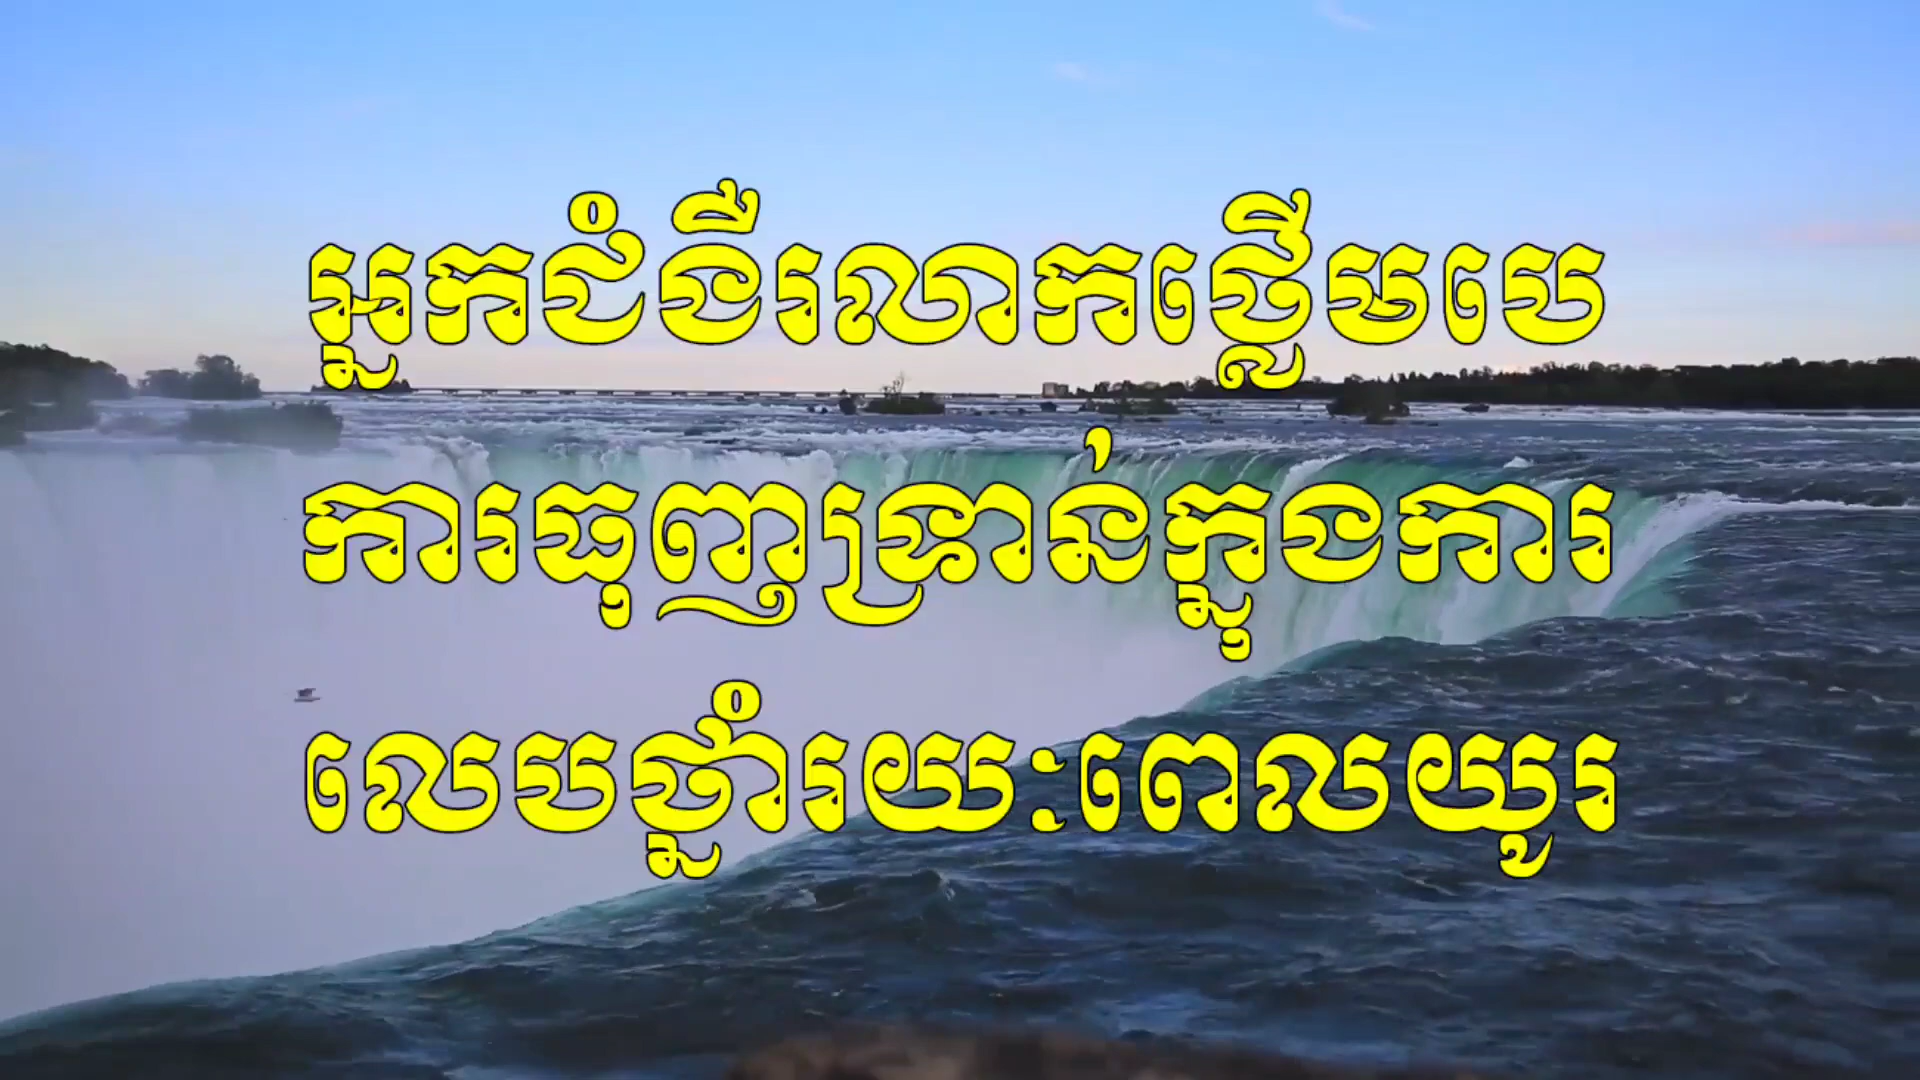 អ្នកជំងឺរលាកថ្លើមបេ
ការធុញទ្រាន់ក្នុងការ
លេបថ្នាំរយៈពេលយូរ